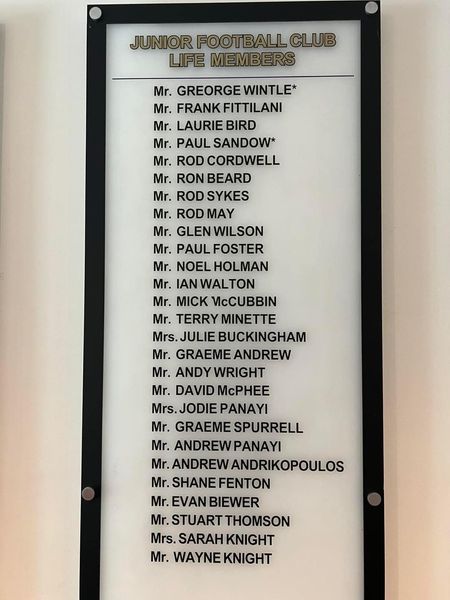 JUNIOR FOOTBALL CLUB
LIFE MEMBERS
Mr. GREORGE WINTLE*
Mr. FRANK FITTILANI
Mr. LAURIE BIRD
Mr. PAUL SANDOW*
Mr. ROD CORDWELL
Mr. RON BEARD
Mr. ROD SYKES
Mr. ROD MAY
Mr. GLEN WILSON
Mr. PAUL FOSTER
Mr. NOEL HOLMAN
Mr. IAN WALTON
Mr. MICK McCUBBIN
Mr. TERRY MINETTE
Mrs. JULIE BUCKINGHAM
Mr. GRAEME ANDREW
Mr. ANDY WRIGHT
Mr. DAVID McPHEE
Mrs. JODIE PANAYI
Mr. GRAEME SPURRELL
Mr. ANDREW PANAYI
Mr. ANDREW ANDRIKOPOULOS
Mr. SHANE FENTON
Mr. EVAN BIEWER
Mr. STUART THOMSON
Mrs. SARAH KNIGHT
Mr. WAYNE KNIGHT